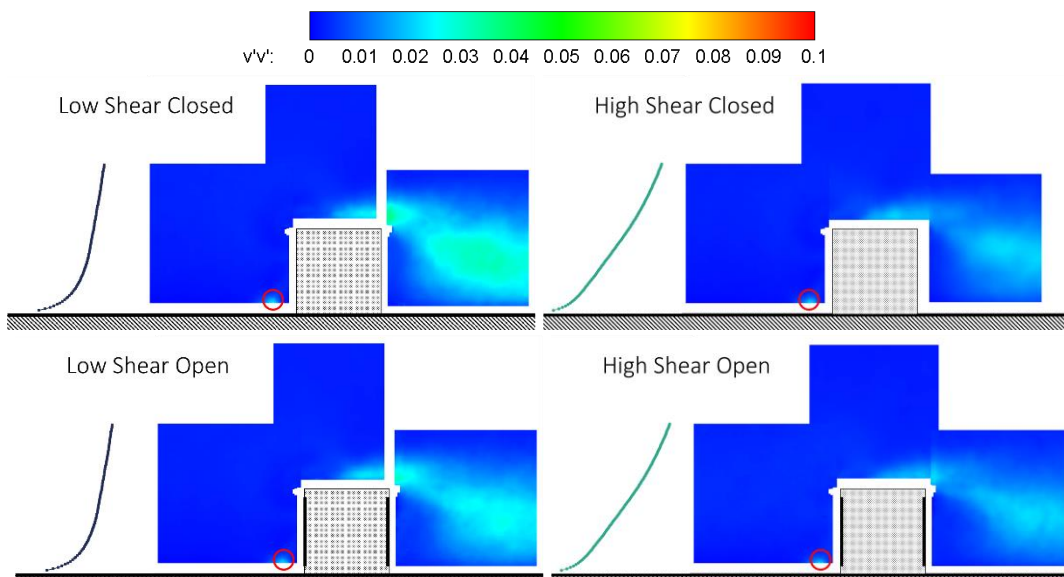 v'v': 0 0.01 0.02 0.03 0.04 0.05 0.06 0.07 0.08 0.09 0.1
Low Shear Closed
High Shear Closed
Low Shear Open
High Shear Open